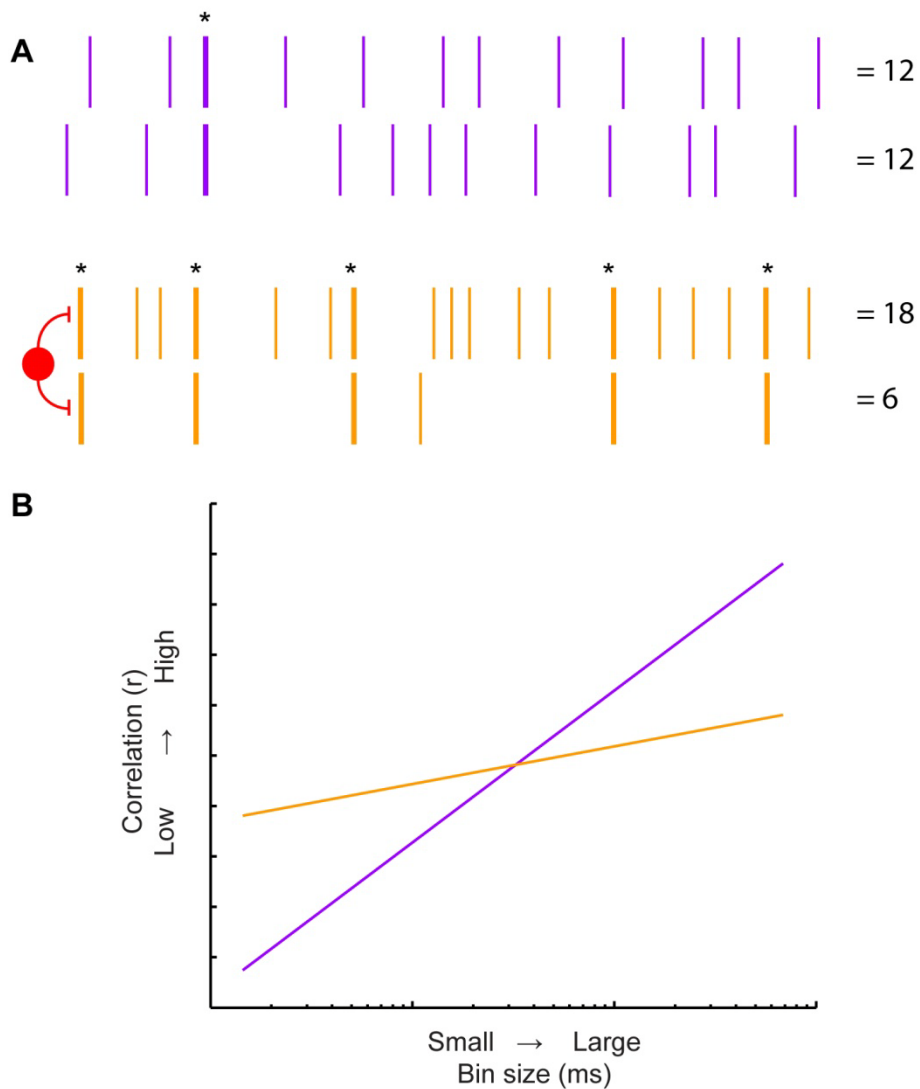 *
A
= 12
= 12
* * * * *
= 18
= 6
B
Correlation (r)
Low → High
Small → Large
Bin size (ms)